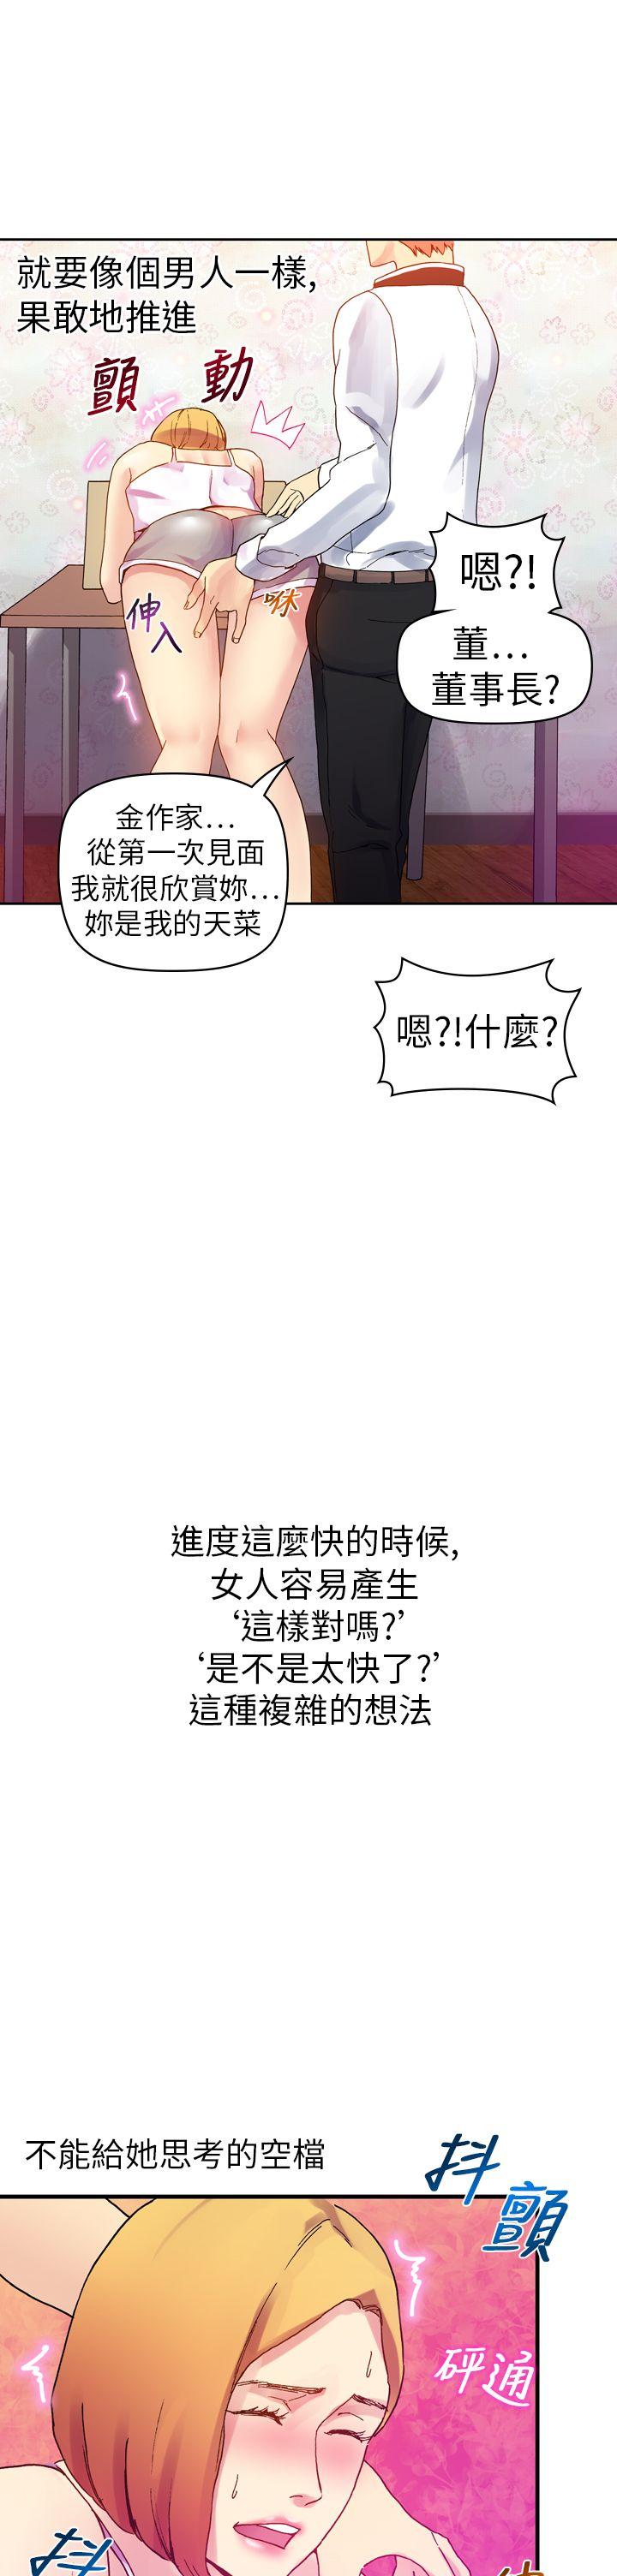 就要像個男人一樣,
果敢地推進
顫 動
嗯?!
董...
董事長?
伸入
咻
金作家...
從第一次見面
我就很欣賞妳...
妳是我的天菜
嗯?!什麼?
進度這麼快的時候,
女人容易產生
‘這樣對嗎?’
‘是不是太快了?’
這種複雜的想法
不能給她思考的空檔
抖
顫
砰通
抖